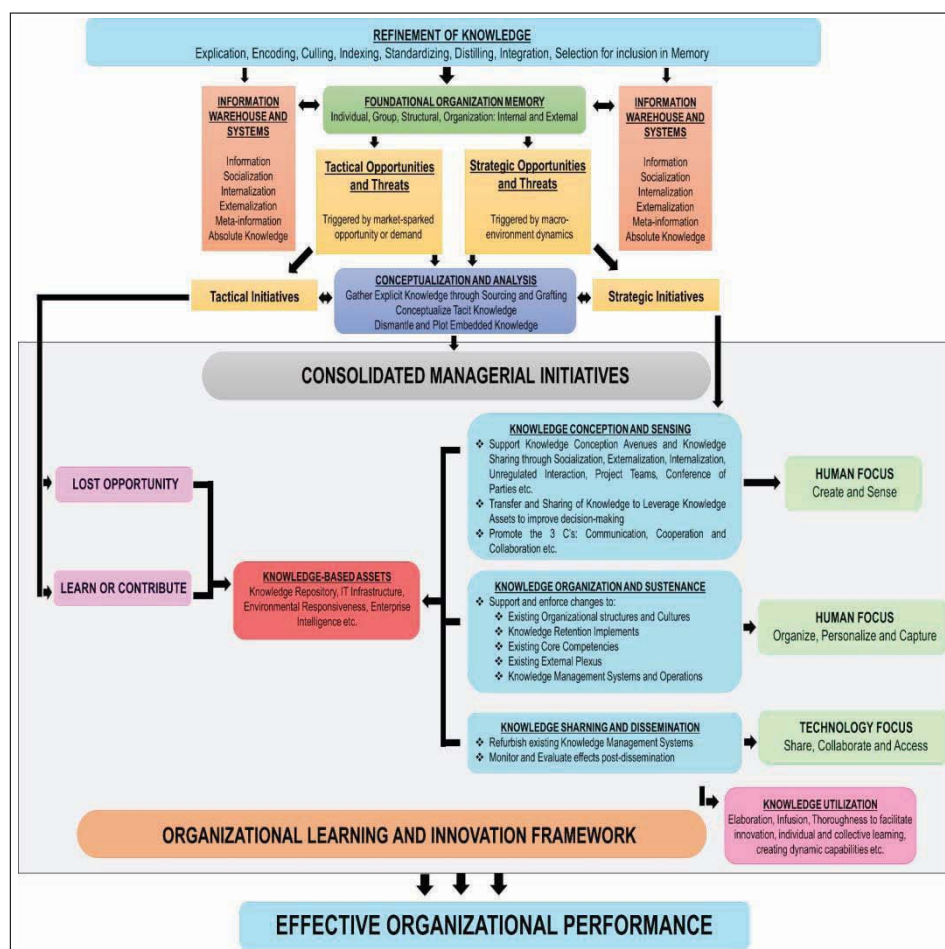 REFINEMENT OF KNOWLEDGE
Explication, Encoding, Culling, Indexing, Standardizing, Distilling, Integration, Selection for inclusion in Memory
INFORMATION
WAREHOUSE AND
SYSTEMS
Information
Socialization
Internalization
Externalization
Meta-information
Absolute Knowledge
FOUNDATIONAL ORGANIZATION MEMORY
Individual, Group, Structural, Organization: Internal and External
INFORMATION
WAREHOUSE AND
SYSTEMS
Information
Socialization
Internalization
Externalization
Meta-information
Absolute Knowledge
Tactical Opportunities
and Threats
Triggered by market-sparked
opportunity or demand
Strategic Opportunities
and Threats
Triggered by macro-
environment dynamics
Tactical Initiatives
CONCEPTUALIZATION AND ANALYSIS
Gather Explicit Knowledge through Sourcing and Grafting
Conceptualize Tacit Knowledge
Dismantle and Plot Embedded Knowledge
Strategic Initiatives
CONSOLIDATED MANAGERIAL INITIATIVES
LOST OPPORTUNITY
LEARN OR CONTRIBUTE
KNOWLEDGE-BASED ASSETS
Knowledge Repository, IT Infrastructure,
Environmental Responsiveness, Enterprise
Intelligence etc.
KNOWLEDGE CONCEPTION AND SENSING
❖ Support Knowledge Conception Avenues and Knowledge
Sharing through Socialization, Externalization, Internalization,
Unregulated Interaction, Project Teams, Conference of
Parties etc.
❖ Transfer and Sharing of Knowledge to Leverage Knowledge
Assets to improve decision-making
❖ Promote the 3 C's: Communication, Cooperation and
Collaboration etc.
HUMAN FOCUS
Create and Sense
KNOWLEDGE ORGANIZATION AND SUSTENANCE
❖ Support and enforce changes to:
❖ Existing Organizational structures and Cultures
❖ Knowledge Retention Implements
❖ Existing Core Competencies
❖ Existing External Plexus
❖ Knowledge Management Systems and Operations
HUMAN FOCUS
Organize, Personalize and Capture
KNOWLEDGE SHARNING AND DISSEMINATION
❖ Refurbish existing Knowledge Management Systems
❖ Monitor and Evaluate effects post-dissemination
TECHNOLOGY FOCUS
Share, Collaborate and Access
KNOWLEDGE UTILIZATION
Elaboration, Infusion, Thoroughness to facilitate
innovation, individual and collective learning,
creating dynamic capabilities etc.
ORGANIZATIONAL LEARNING AND INNOVATION FRAMEWORK
EFFECTIVE ORGANIZATIONAL PERFORMANCE